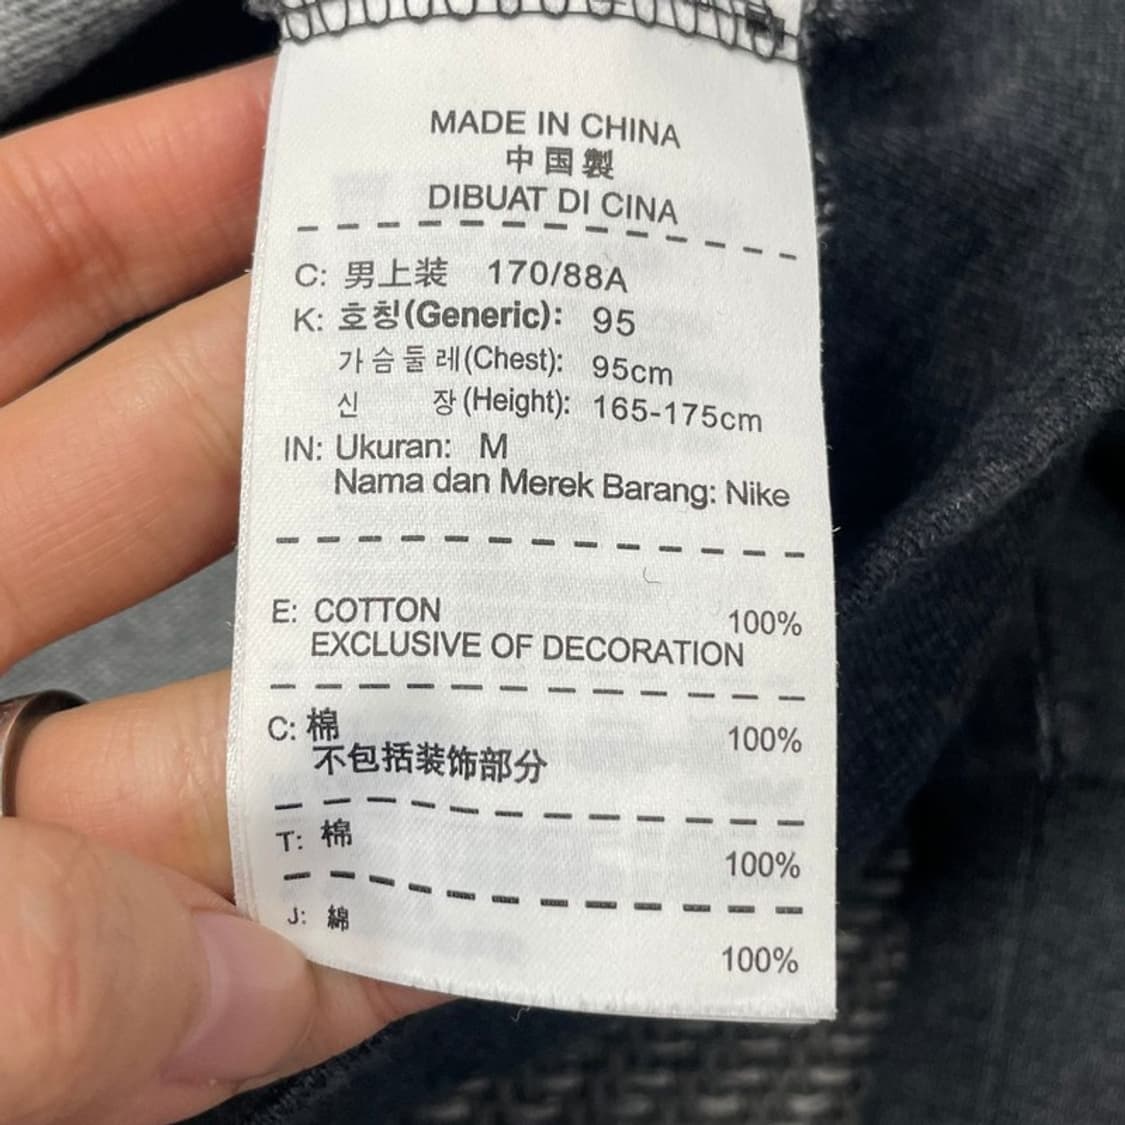 MADE IN CHINA
中国製
DIBUAT DI CINA
C: 男上装 170/88A
K: 호칭(Generic): 95
가슴둘레(Chest): 95cm
신 장(Height): 165-175cm
IN: Ukuran: M
Nama dan Merek Barang: Nike
E: COTTON 100%
EXCLUSIVE OF DECORATION
C: 棉 100%
不包括装饰部分
T: 棉 100%
J: 綿 100%